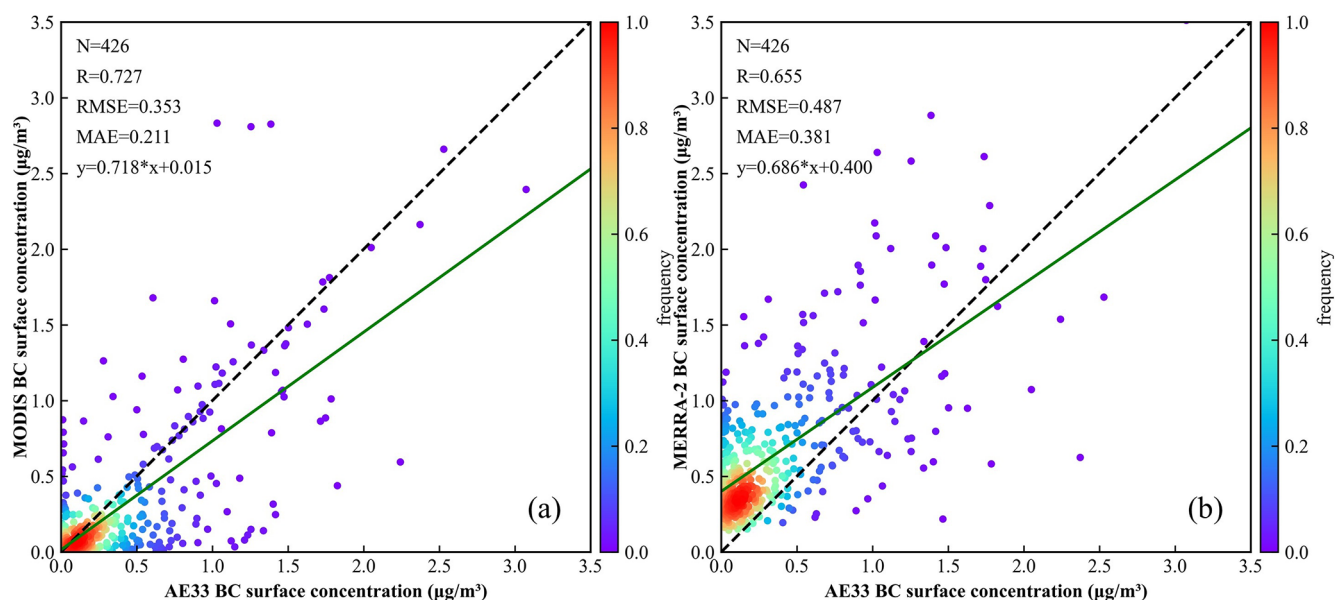 N=426
R=0.727
RMSE=0.353
MAE=0.211
y=0.718*x+0.015
(a)
MODIS BC surface concentration (μg/m³)
3.5
3.0
2.5
2.0
1.5
1.0
0.5
0.0
0.0 0.5 1.0 1.5 2.0 2.5 3.0 3.5
AE33 BC surface concentration (μg/m³)
1.0
0.8
0.6
0.4
0.2
0.0
frequency
N=426
R=0.655
RMSE=0.487
MAE=0.381
y=0.686*x+0.400
(b)
MERRA-2 BC surface concentration (μg/m³)
3.5
3.0
2.5
2.0
1.5
1.0
0.5
0.0
0.0 0.5 1.0 1.5 2.0 2.5 3.0 3.5
AE33 BC surface concentration (μg/m³)
1.0
0.8
0.6
0.4
0.2
0.0
frequency